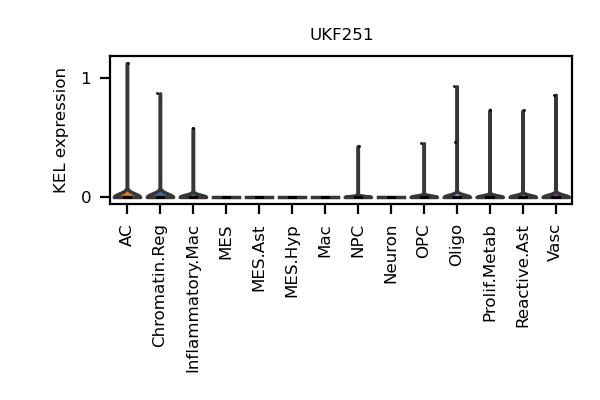 UKF251
KEL expression
1
0
AC
Chromatin.Reg
Inflammatory.Mac
MES
MES.Ast
MES.Hyp
Mac
NPC
Neuron
OPC
Oligo
Prolif.Metab
Reactive.Ast
Vasc